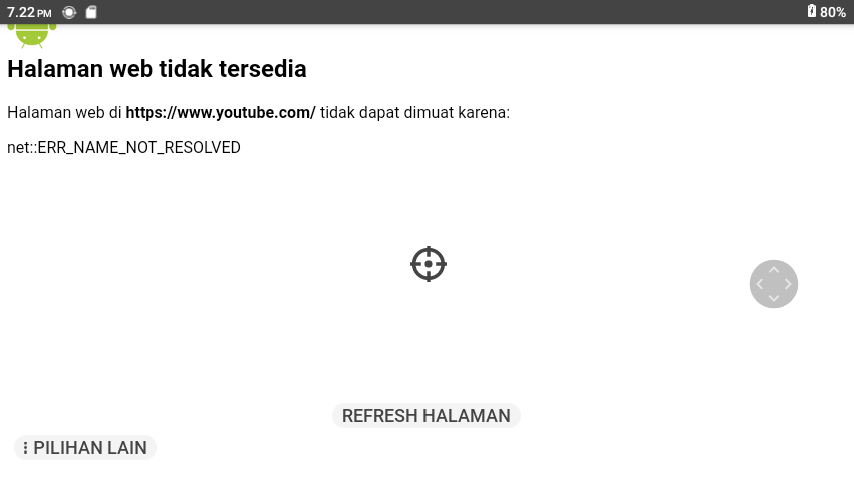 7.22 PM
80%
Halaman web tidak tersedia
Halaman web di https://www.youtube.com/ tidak dapat dimuat karena:
net::ERR_NAME_NOT_RESOLVED
REFRESH HALAMAN
PILIHAN LAIN